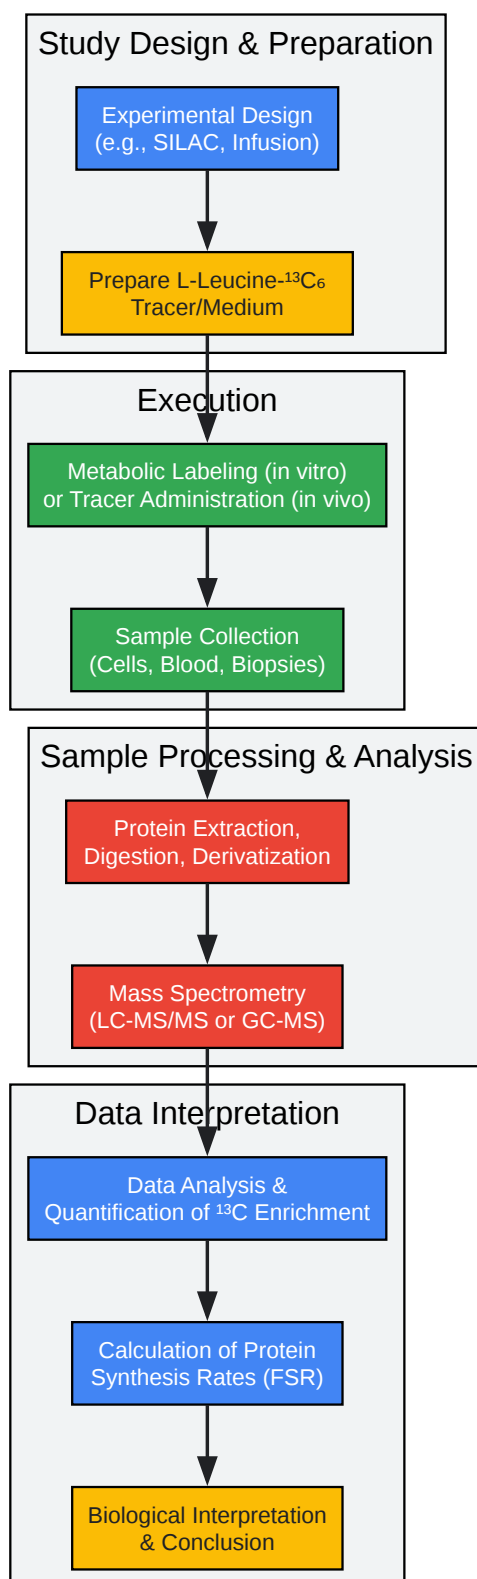 Study Design & Preparation
Experimental Design
(e.g., SILAC, Infusion)
Prepare L-Leucine-¹³C₆
Tracer/Medium
Execution
Metabolic Labeling (in vitro)
or Tracer Administration (in vivo)
Sample Collection
(Cells, Blood, Biopsies)
Sample Processing & Analysis
Protein Extraction,
Digestion, Derivatization
Mass Spectrometry
(LC-MS/MS or GC-MS)
Data Interpretation
Data Analysis &
Quantification of ¹³C Enrichment
Calculation of Protein
Synthesis Rates (FSR)
Biological Interpretation
& Conclusion